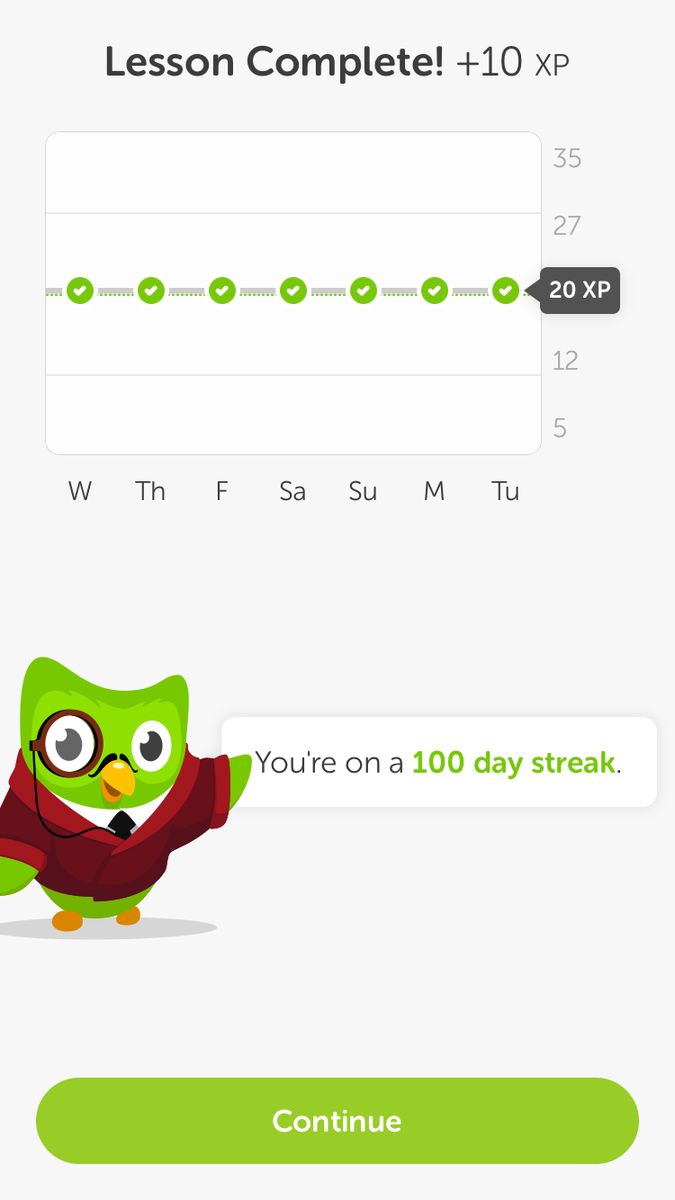 Lesson Complete! +10 XP
35
27
20 XP
12
5
W Th F Sa Su M Tu
You're on a 100 day streak.
Continue